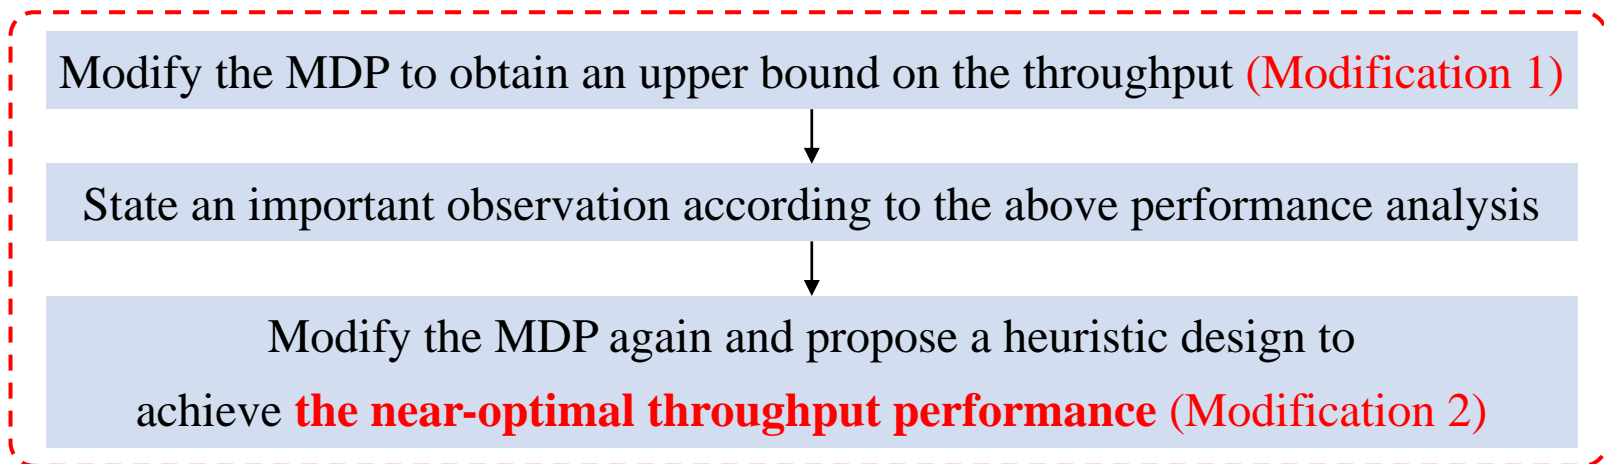 Modify the MDP to obtain an upper bound on the throughput (Modification 1)
State an important observation according to the above performance analysis
Modify the MDP again and propose a heuristic design to
achieve the near-optimal throughput performance (Modification 2)